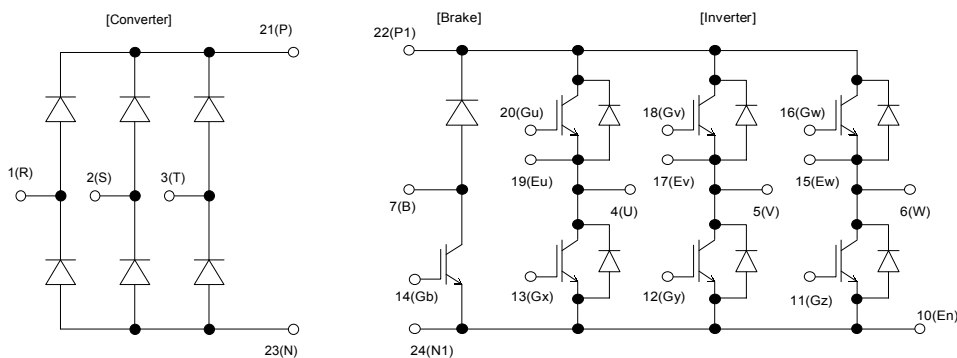 [Converter]
[Brake]
[Inverter]
21(P)
22(P1)
20(Gu)
18(Gv)
16(Gw)
1(R)
2(S)
3(T)
19(Eu)
17(Ev)
15(Ew)
7(B)
4(U)
5(V)
6(W)
14(Gb)
13(Gx)
12(Gy)
11(Gz)
10(En)
23(N)
24(N1)